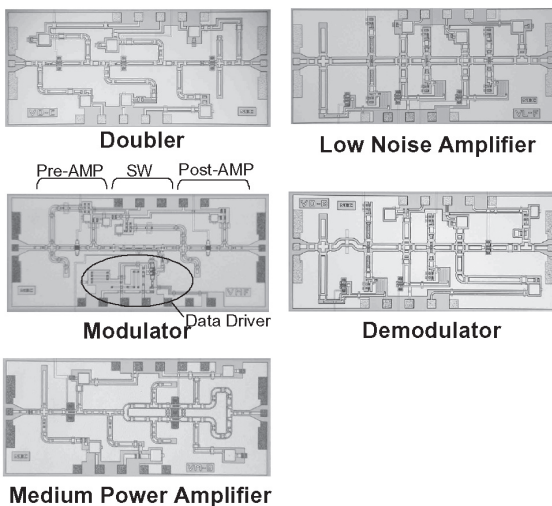 Doubler
Low Noise Amplifier
Pre-AMP SW Post-AMP
Data Driver
Modulator
Demodulator
Medium Power Amplifier